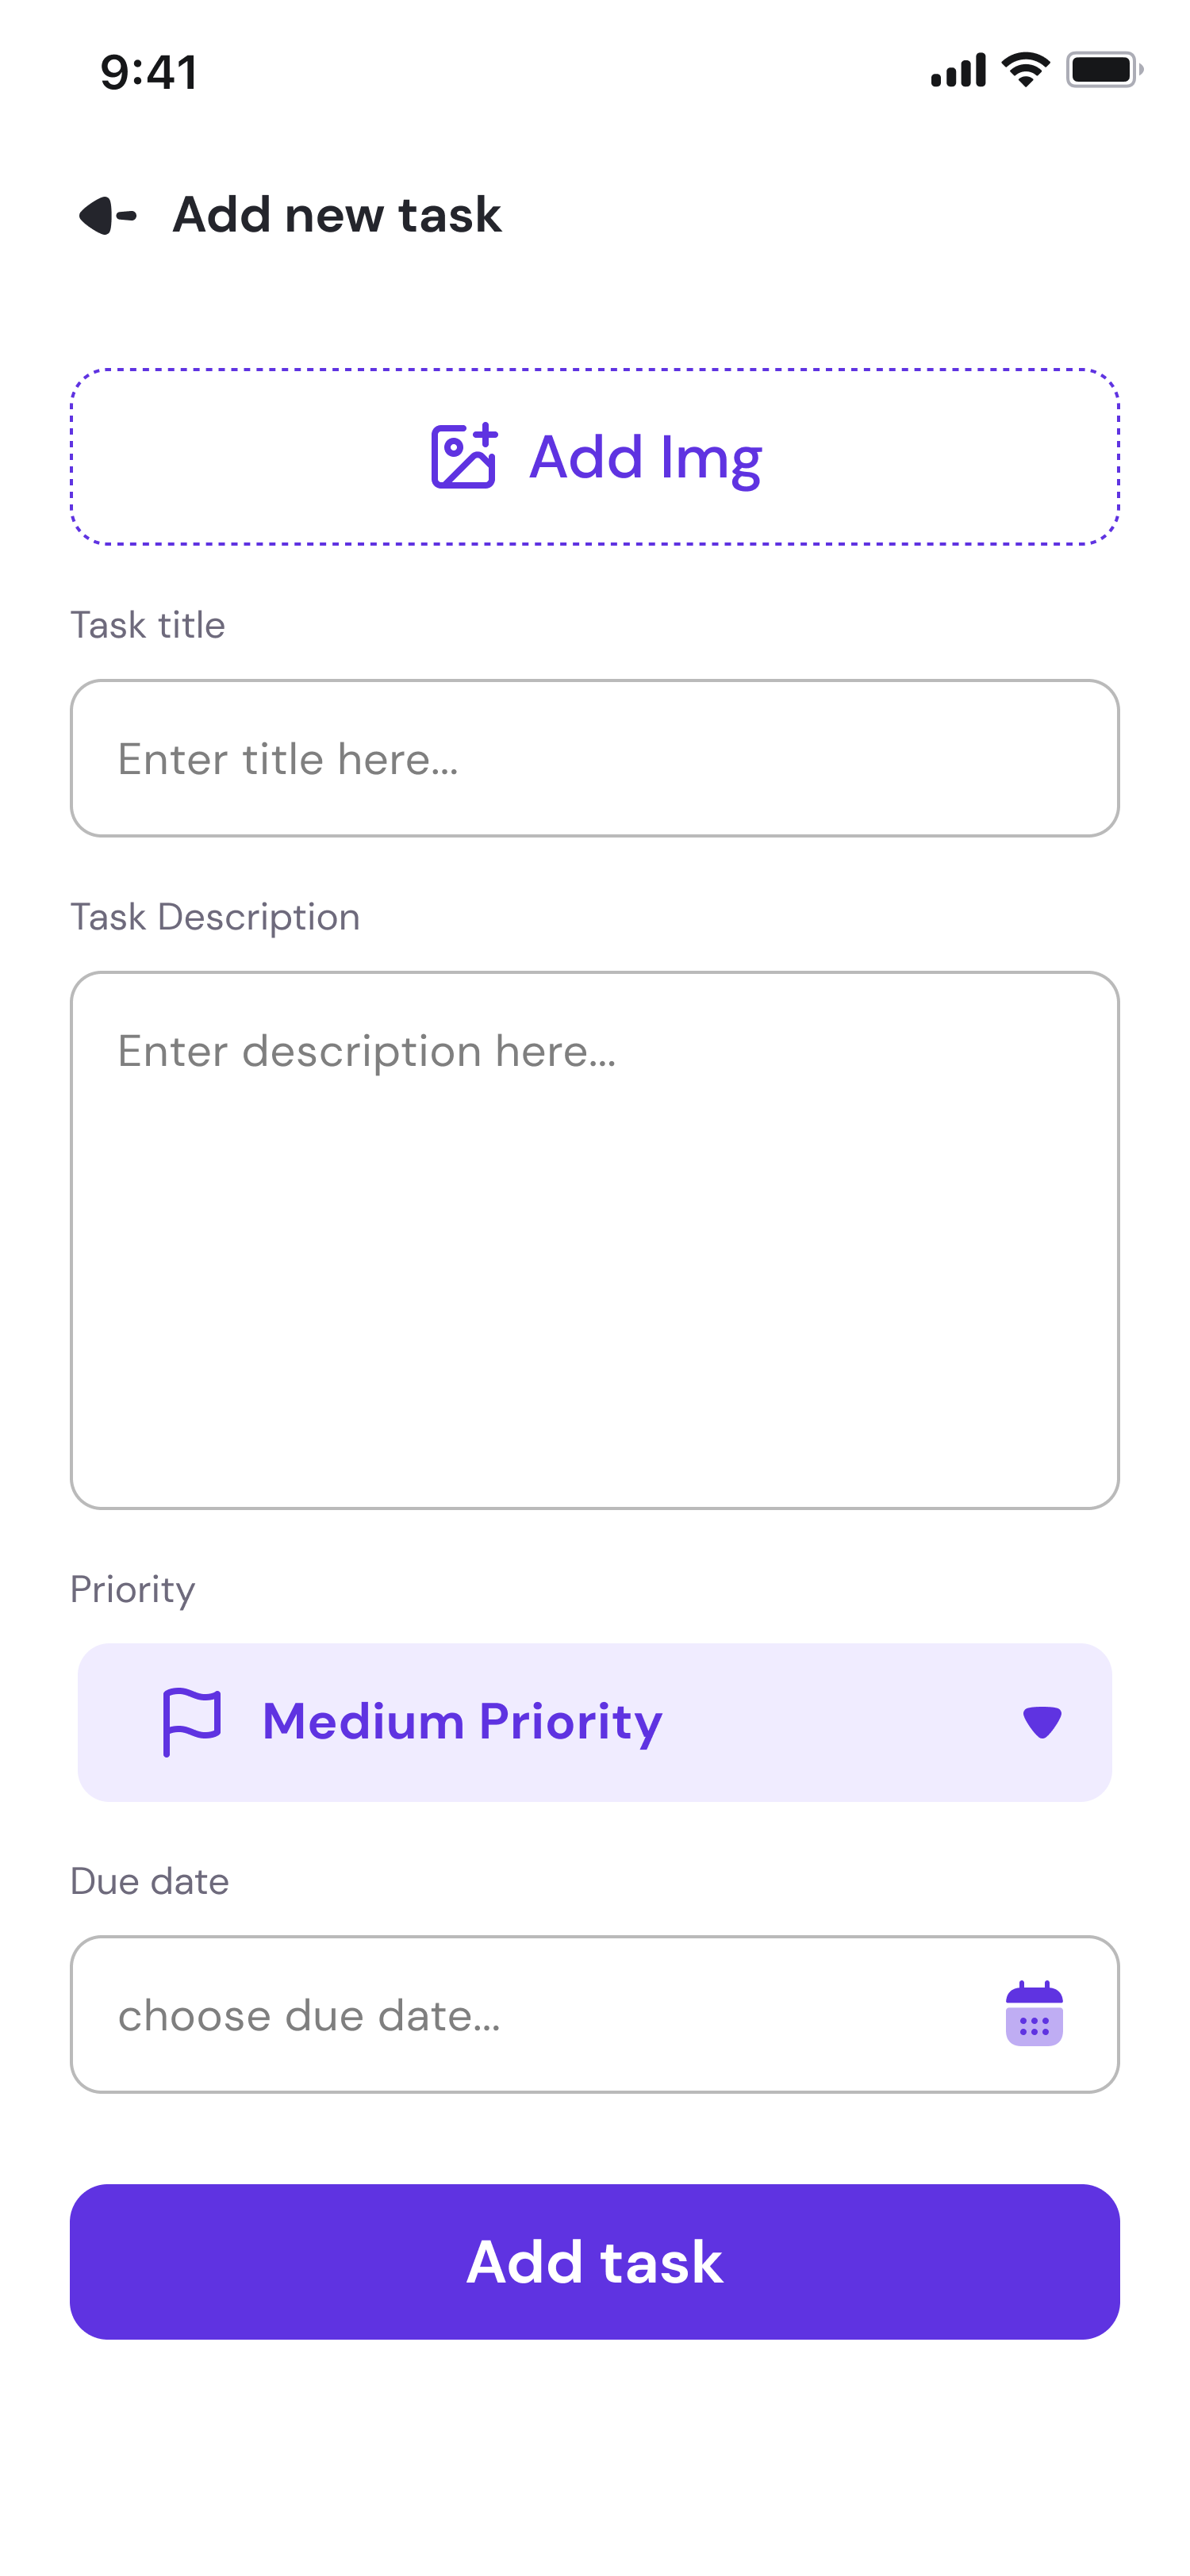 9:41
Add new task
Add Img
Task title
Enter title here...
Task Description
Enter description here...
Priority
Medium Priority
Due date
choose due date...
Add task